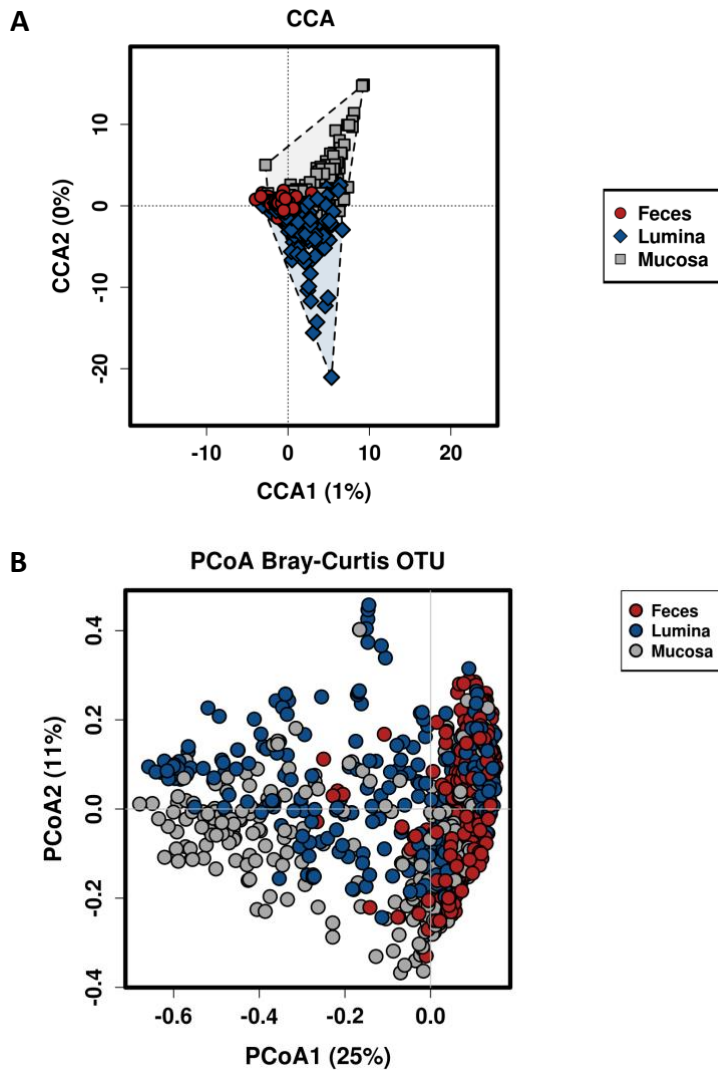 A
CCA
CCA2 (0%)
10
0
-10
-20
-10
0
10
20
CCA1 (1%)
Feces
Lumina
Mucosa
B
PCoA Bray-Curtis OTU
PCoA2 (11%)
0.4
0.2
0.0
-0.2
-0.4
-0.6
-0.4
-0.2
0.0
PCoA1 (25%)
Feces
Lumina
Mucosa